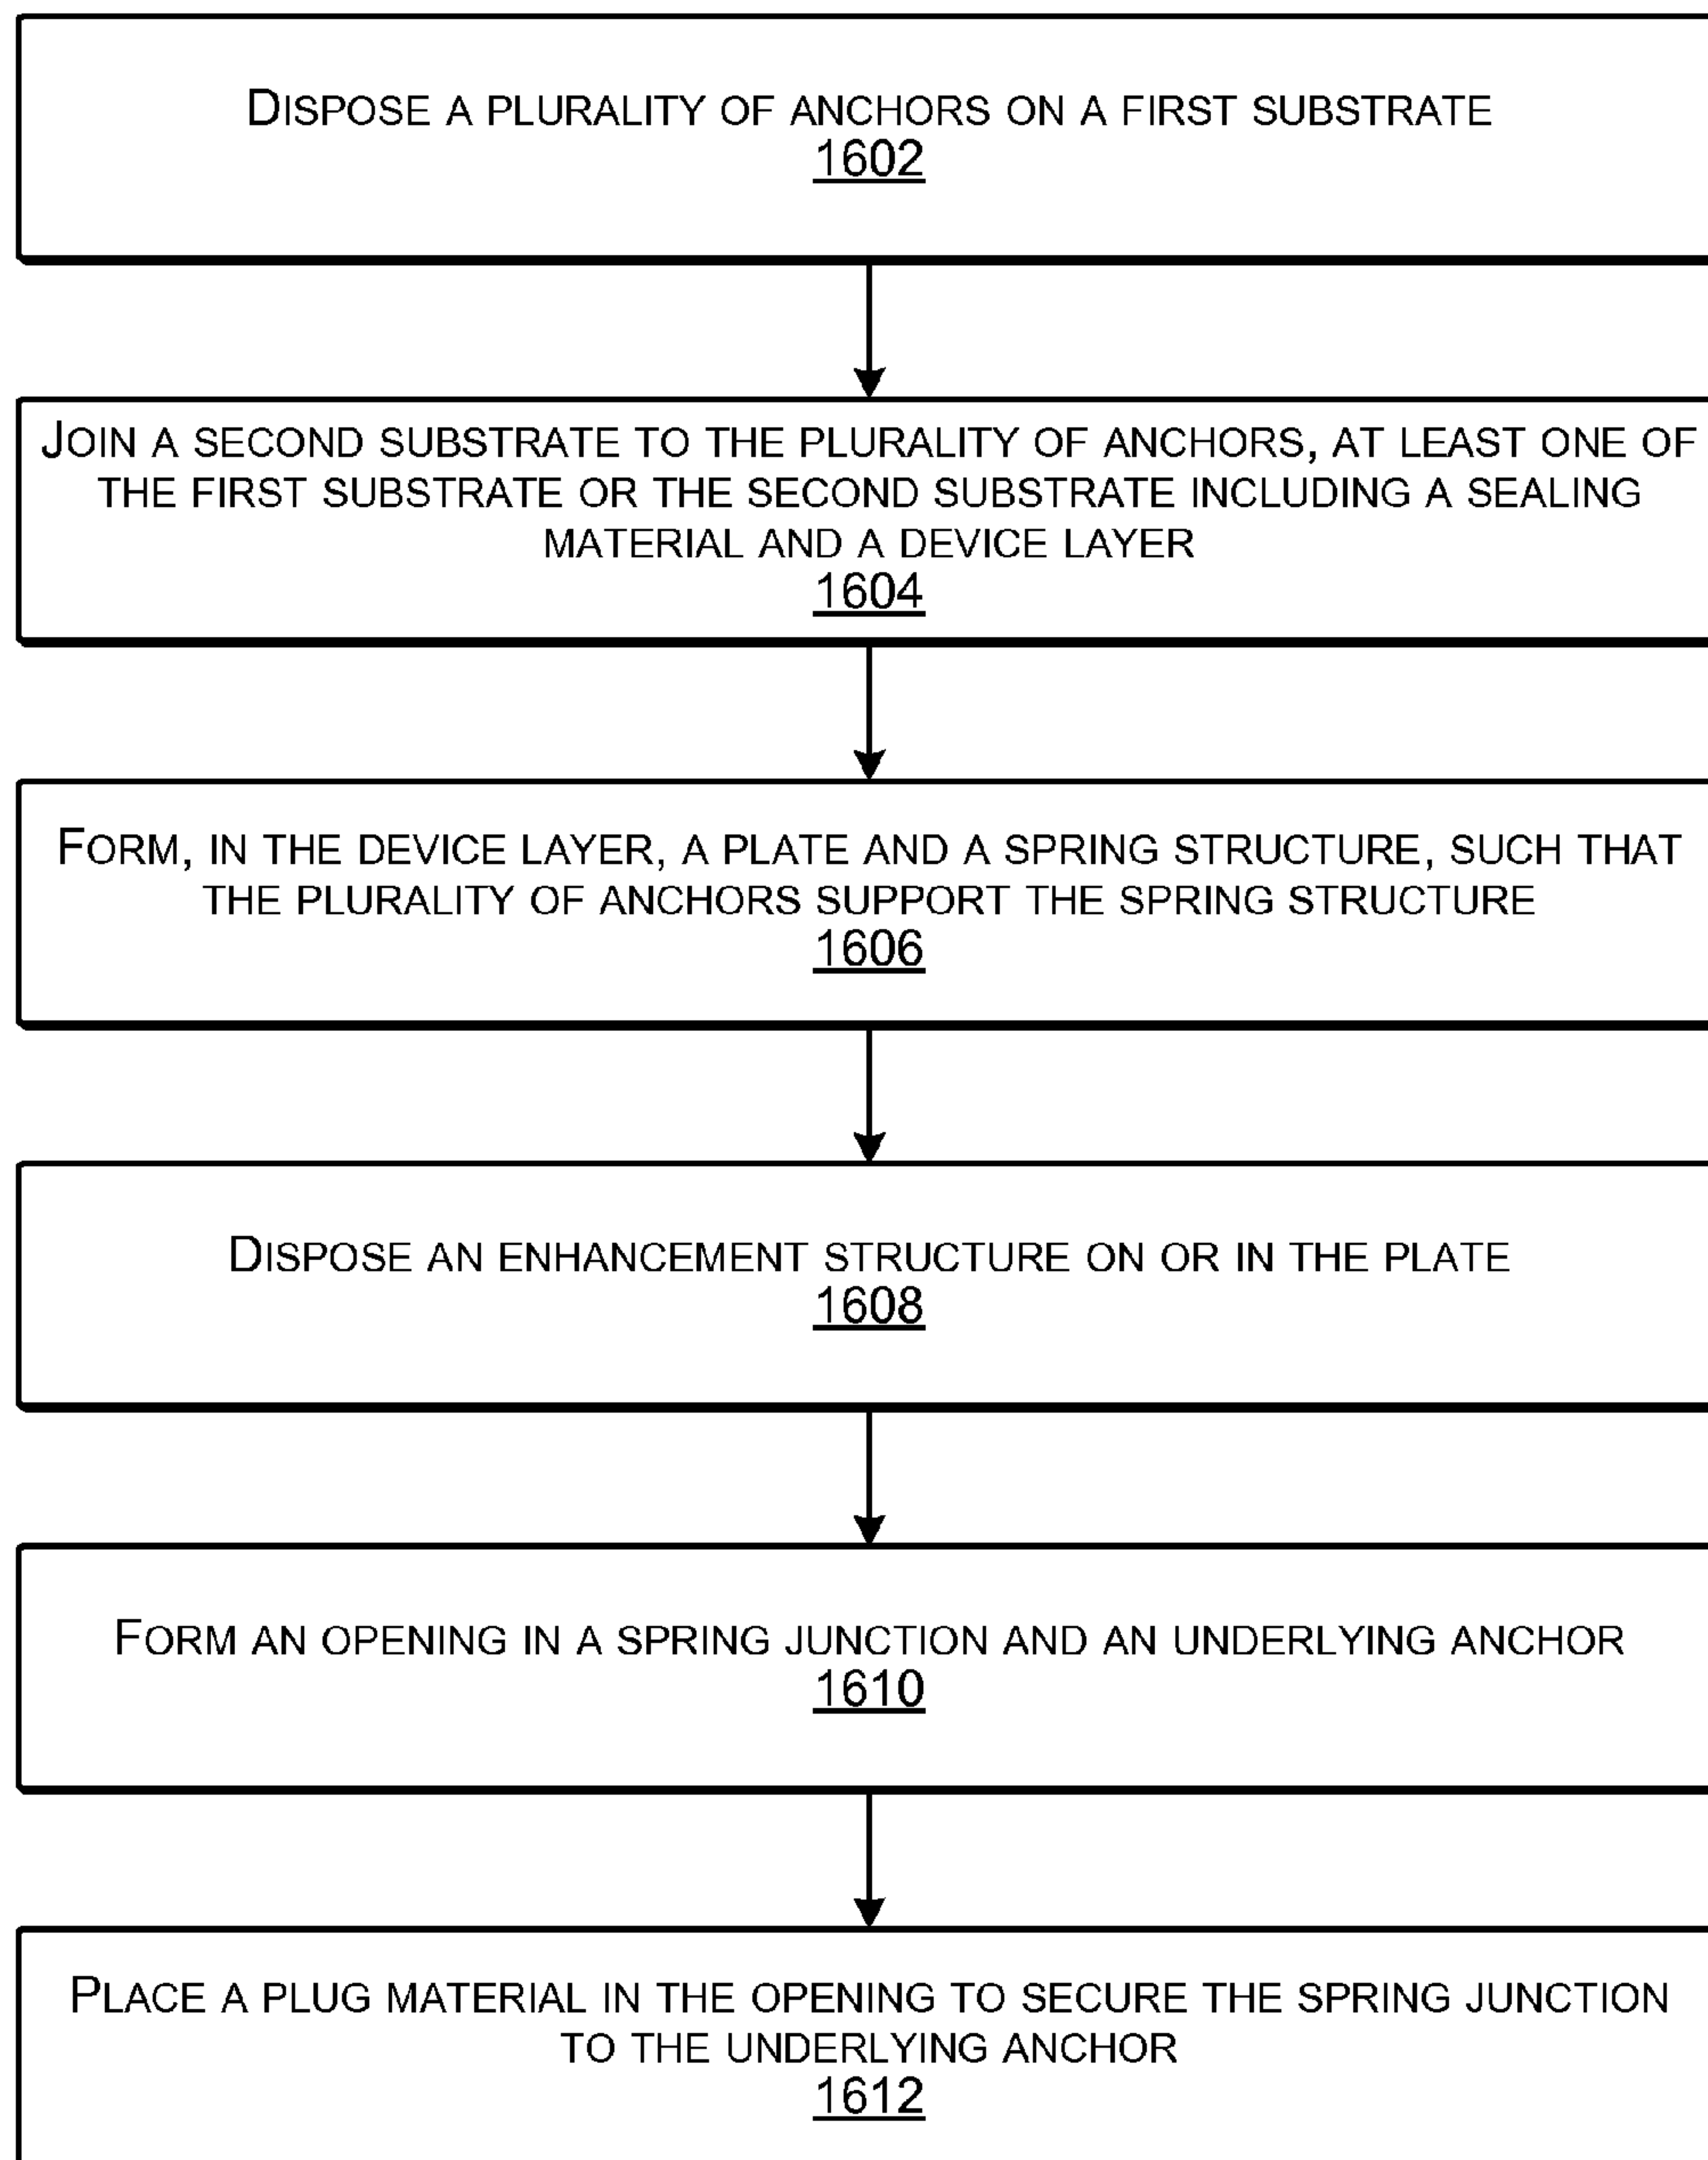 DISPOSE A PLURALITY OF ANCHORS ON A FIRST SUBSTRATE
1602
JOIN A SECOND SUBSTRATE TO THE PLURALITY OF ANCHORS, AT LEAST ONE OF
THE FIRST SUBSTRATE OR THE SECOND SUBSTRATE INCLUDING A SEALING
MATERIAL AND A DEVICE LAYER
1604
FORM, IN THE DEVICE LAYER, A PLATE AND A SPRING STRUCTURE, SUCH THAT
THE PLURALITY OF ANCHORS SUPPORT THE SPRING STRUCTURE
1606
DISPOSE AN ENHANCEMENT STRUCTURE ON OR IN THE PLATE
1608
FORM AN OPENING IN A SPRING JUNCTION AND AN UNDERLYING ANCHOR
1610
PLACE A PLUG MATERIAL IN THE OPENING TO SECURE THE SPRING JUNCTION
TO THE UNDERLYING ANCHOR
1612